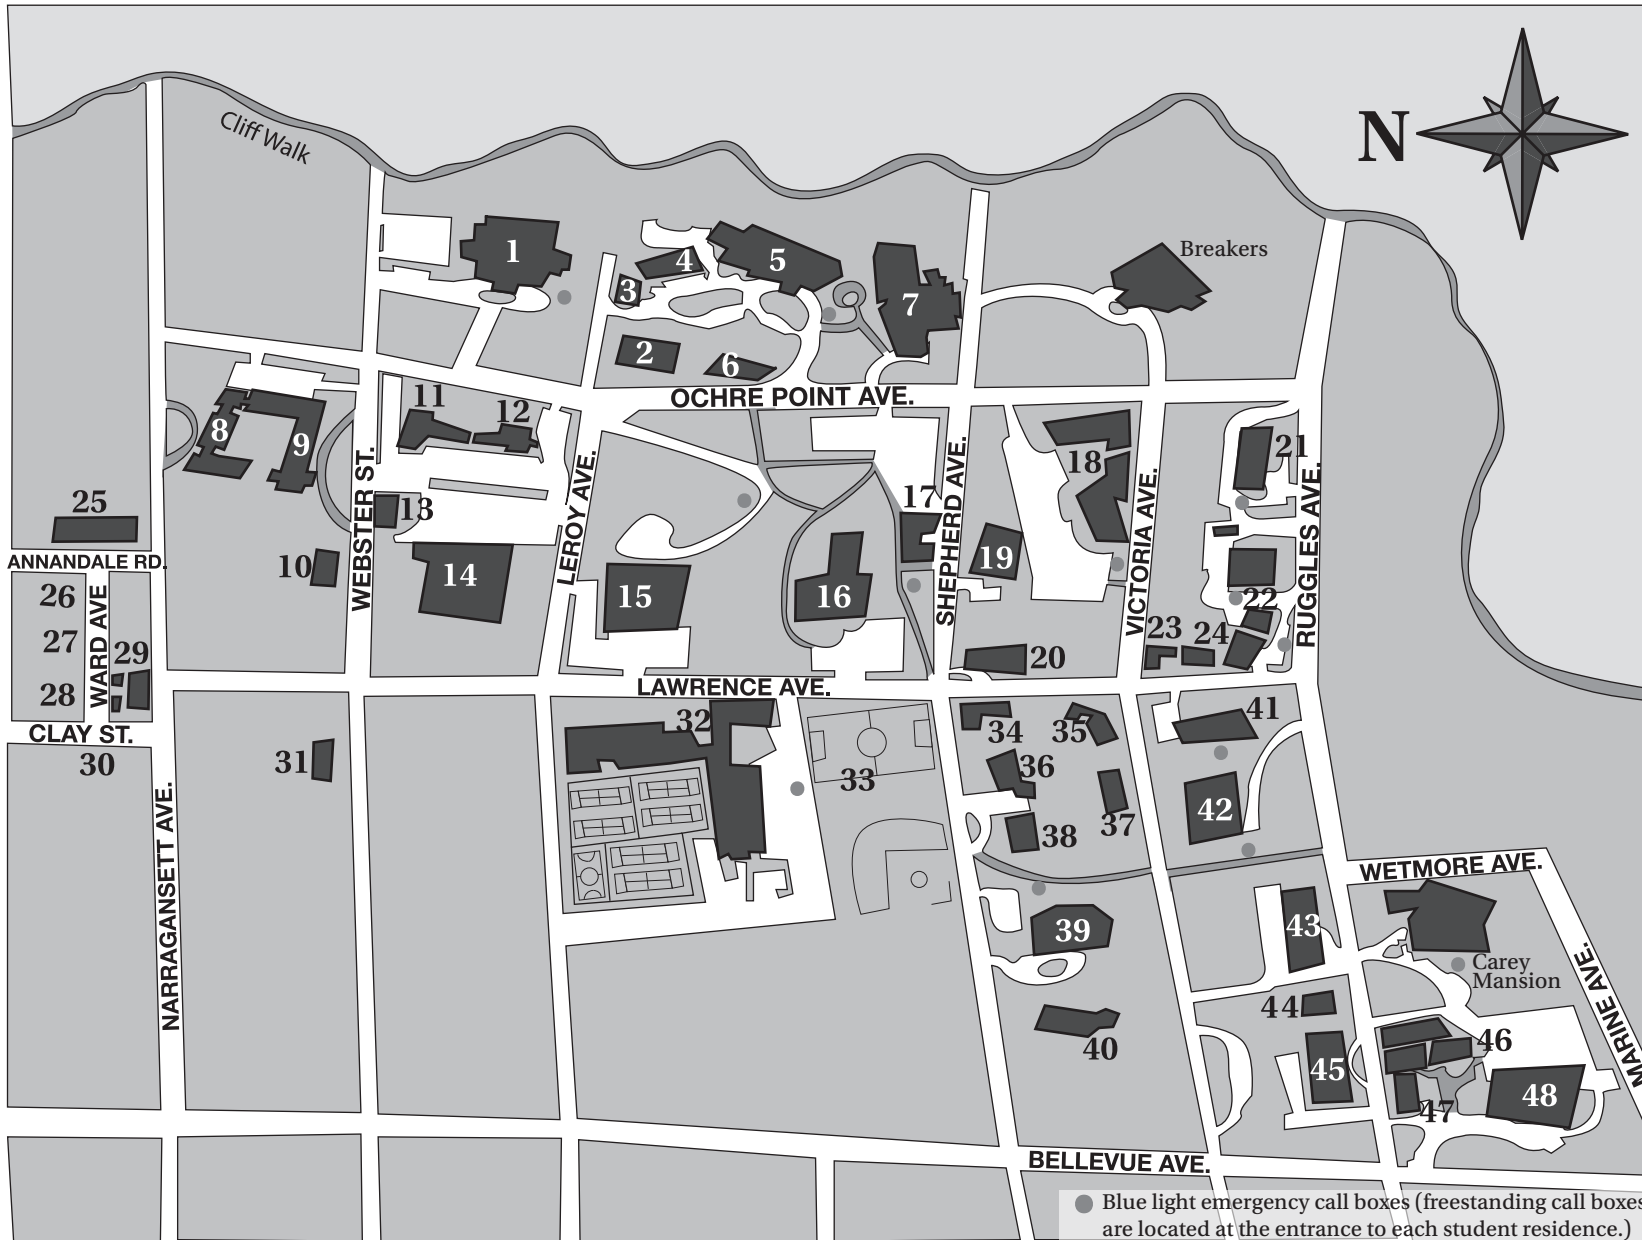 Cliff Walk
N
1
Breakers
4
5
3
7
2
6
OCHRE POINT AVE.
11
12
8
9
18
21
25
WEBSTER ST.
13
LEROY AVE.
17
SHEPHERD AVE.
VICTORIA AVE.
RUGGLES AVE.
ANNANDALE RD.
10
14
15
16
19
26
WARD AVE
22
27
29
23
24
20
28
LAWRENCE AVE.
CLAY ST.
32
34
35
41
30
31
33
36
42
NARRAGANSETT AVE.
38
37
WETMORE AVE.
39
43
Carey
Mansion
MARINE AVE.
44
40
45
46
47
48
BELLEVUE AVE.
Blue light emergency call boxes (freestanding call boxes
are located at the entrance to each student residence.)